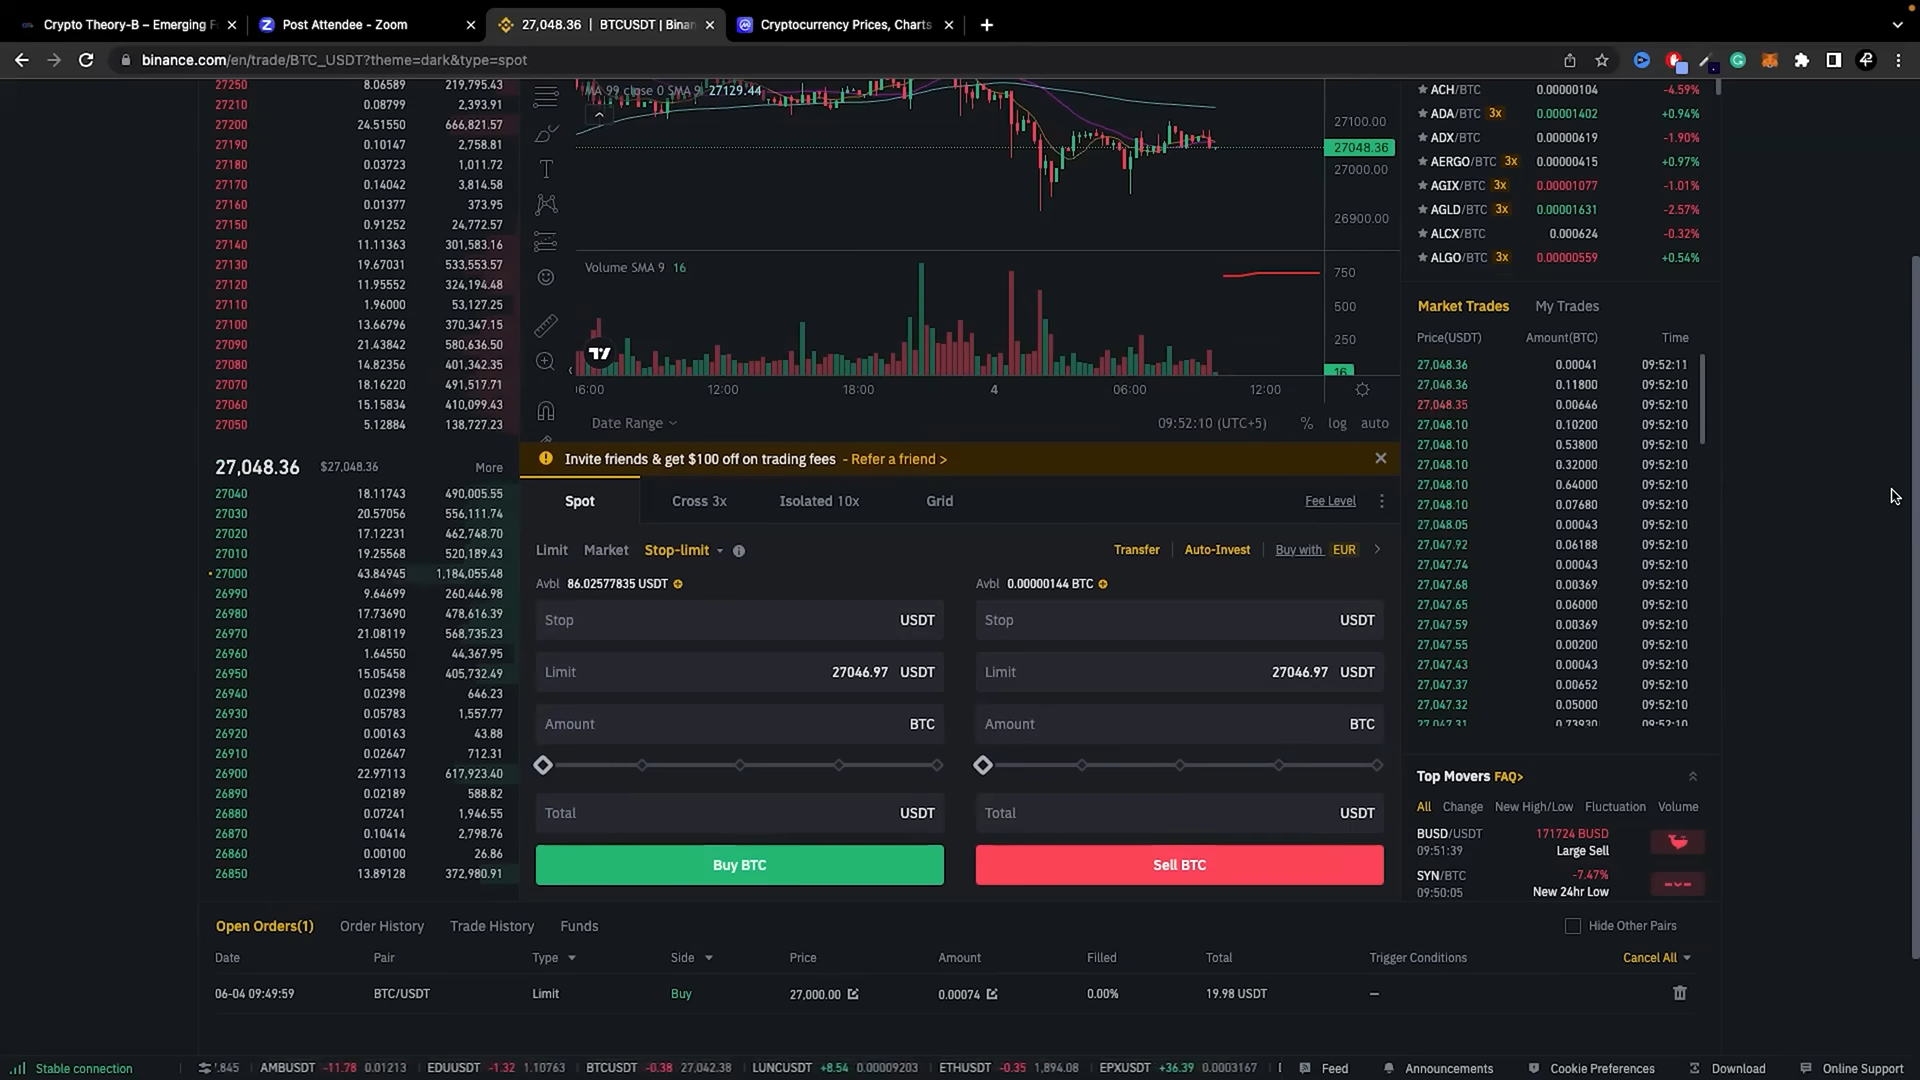 Crypto Theory-B – Emerging F
Post Attendee - Zoom
27,048.36 | BTCUSDT | Binan
Cryptocurrency Prices, Charts
binance.com/en/trade/BTC_USDT?theme=dark&type=spot
27250 8.06589 219,795.43
27210 0.08799 2,393.91
27200 24.51550 666,821.57
27190 0.10147 2,758.81
27180 0.03723 1,011.72
27170 0.14042 3,814.58
27160 0.01377 373.95
27150 0.91252 24,772.57
27140 11.11363 301,583.16
27130 19.67031 533,553.57
27120 11.95552 324,194.48
27110 1.96000 53,127.25
27100 13.66796 370,347.15
27090 21.43842 580,636.50
27080 14.82356 401,342.35
27070 18.16220 491,517.71
27060 15.15834 410,099.43
27050 5.12884 138,727.23
27,048.36 $27,048.36 More
27040 18.11743 490,005.55
27030 20.57056 556,111.74
27020 17.12231 462,748.70
27010 19.25568 520,189.43
27000 43.84945 1,184,055.48
26990 9.64699 260,446.98
26980 17.73690 478,616.39
26970 21.08119 568,735.23
26960 1.64550 44,367.95
26950 15.05458 405,732.49
26940 0.02398 646.23
26930 0.05783 1,557.77
26920 0.00163 43.88
26910 0.02647 712.31
26900 22.97113 617,923.40
26890 0.02189 588.82
26880 0.07241 1,946.55
26870 0.10414 2,798.76
26860 0.00100 26.86
26850 13.89128 372,980.91
MA 99 close 0 SMA 9 27129.44
27100.00
27048.36
27000.00
26900.00
Volume SMA 9 16
750
500
250
16
16:00 12:00 18:00 4 06:00 12:00
Date Range 09:52:10 (UTC+5) % log auto
Invite friends & get $100 off on trading fees - Refer a friend >
Spot Cross 3x Isolated 10x Grid Fee Level
Limit Market Stop-limit Transfer Auto-Invest Buy with EUR
Avbl 86.02577835 USDT Avbl 0.00000144 BTC
Stop USDT Stop USDT
Limit 27046.97 USDT Limit 27046.97 USDT
Amount BTC Amount BTC
Total USDT Total USDT
Buy BTC Sell BTC
ACH/BTC 0.00000104 -4.59%
ADA/BTC 3x 0.00001402 +0.94%
ADX/BTC 0.00000619 -1.90%
AERGO/BTC 3x 0.00000415 +0.97%
AGIX/BTC 3x 0.00001077 -1.01%
AGLD/BTC 3x 0.00001631 -2.57%
ALCX/BTC 0.000624 -0.32%
ALGO/BTC 3x 0.00000559 +0.54%
Market Trades My Trades
Price(USDT) Amount(BTC) Time
27,048.36 0.00041 09:52:11
27,048.36 0.11800 09:52:10
27,048.35 0.00646 09:52:10
27,048.10 0.10200 09:52:10
27,048.10 0.53800 09:52:10
27,048.10 0.32000 09:52:10
27,048.10 0.64000 09:52:10
27,048.10 0.07680 09:52:10
27,048.05 0.00043 09:52:10
27,047.92 0.06188 09:52:10
27,047.74 0.00043 09:52:10
27,047.68 0.00369 09:52:10
27,047.65 0.06000 09:52:10
27,047.59 0.00369 09:52:10
27,047.55 0.00200 09:52:10
27,047.43 0.00043 09:52:10
27,047.37 0.00652 09:52:10
27,047.32 0.05000 09:52:10
27,047.31 0.73930 09:52:10
Top Movers FAQ>
All Change New High/Low Fluctuation Volume
BUSD/USDT 171724 BUSD
09:51:39 Large Sell
SYN/BTC -7.47%
09:50:05 New 24hr Low
Open Orders(1) Order History Trade History Funds Hide Other Pairs
Date Pair Type Side Price Amount Filled Total Trigger Conditions Cancel All
06-04 09:49:59 BTC/USDT Limit Buy 27,000.00 0.00074 0.00% 19.98 USDT —
Stable connection .845 AMBUSDT -11.78 0.01213 EDUUSDT -1.32 1.10763 BTCUSDT -0.38 27,042.38 LUNCUSDT +8.54 0.00009203 ETHUSDT -0.35 1,894.08 EPXUSDT +36.39 0.0003167 Feed Announcements Cookie Preferences Download Online Support